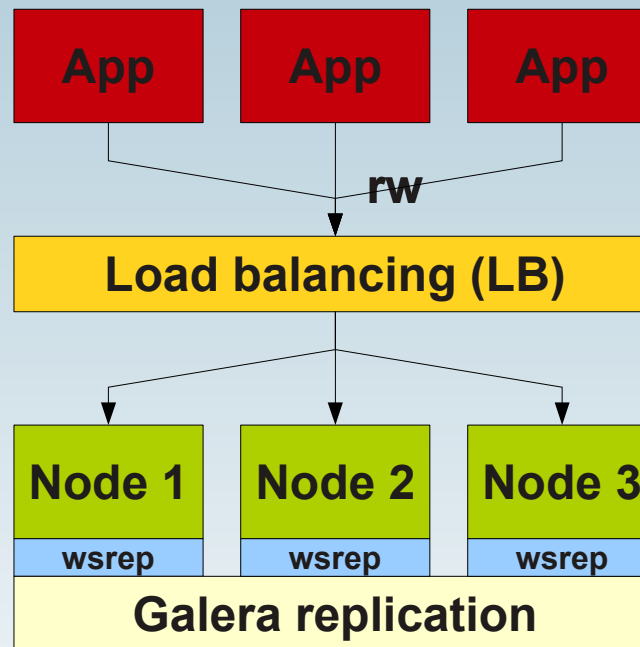 App App App
rw
Load balancing (LB)
Node 1 Node 2 Node 3
wsrep wsrep wsrep
Galera replication